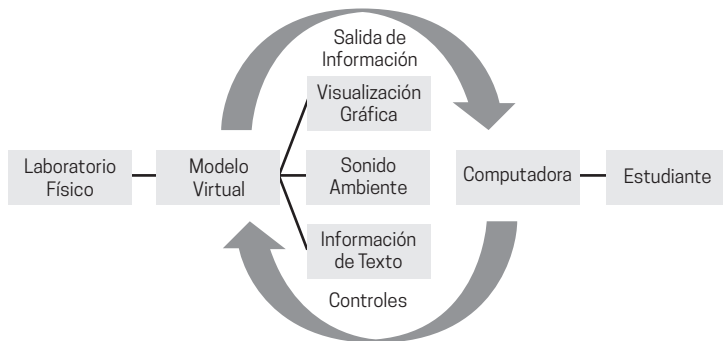 Salida de
Información
Visualización
Gráfica
Laboratorio
Físico
Modelo
Virtual
Sonido
Ambiente
Computadora
Estudiante
Información
de Texto
Controles